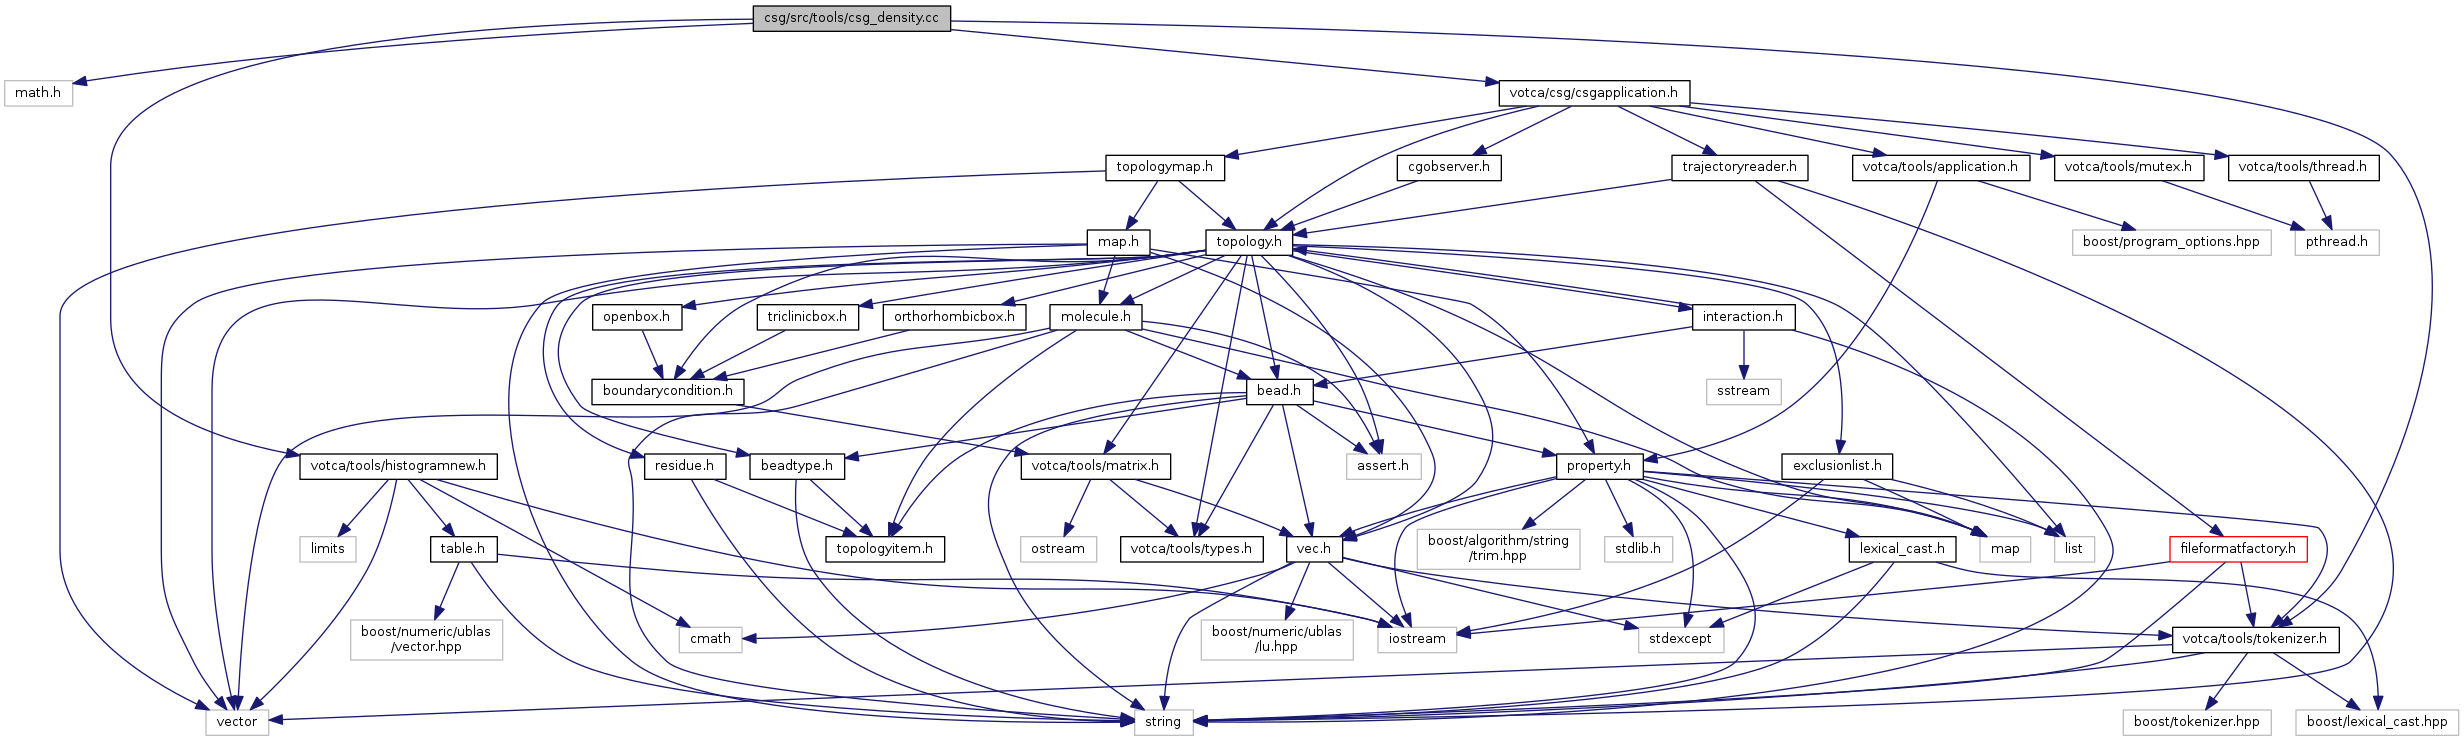 csg/src/tools/csg_density.cc
math.h
votca/csg/csgapplication.h
topologymap.h
cgobserver.h
trajectoryreader.h
votca/tools/application.h
votca/tools/mutex.h
votca/tools/thread.h
map.h
topology.h
boost/program_options.hpp
pthread.h
openbox.h
triclinicbox.h
orthorhombicbox.h
molecule.h
interaction.h
boundarycondition.h
bead.h
sstream
votca/tools/histogramnew.h
residue.h
beadtype.h
votca/tools/matrix.h
assert.h
property.h
exclusionlist.h
limits
table.h
topologyitem.h
ostream
votca/tools/types.h
vec.h
boost/algorithm/string
/trim.hpp
stdlib.h
lexical_cast.h
map
list
fileformatfactory.h
boost/numeric/ublas
/vector.hpp
cmath
boost/numeric/ublas
/lu.hpp
iostream
stdexcept
votca/tools/tokenizer.h
vector
string
boost/tokenizer.hpp
boost/lexical_cast.hpp